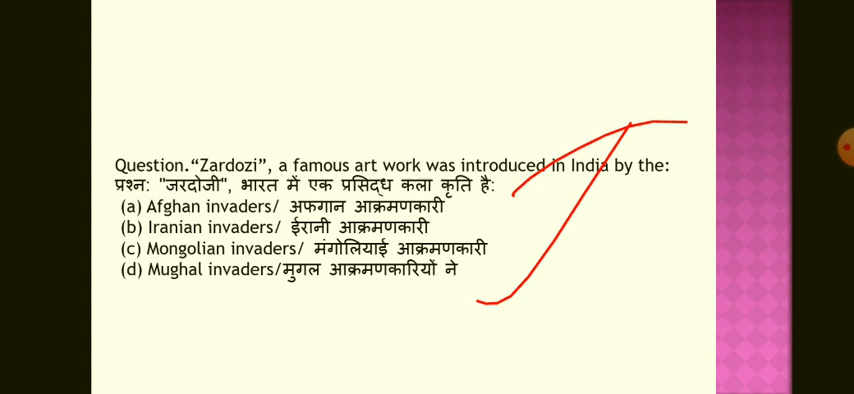 Question.“Zardozi”, a famous art work was introduced in India by the:
प्रश्न: "जरदोजी", भारत में एक प्रसिद्ध कला कृति है:
(a) Afghan invaders/ अफगान आक्रमणकारी
(b) Iranian invaders/ ईरानी आक्रमणकारी
(c) Mongolian invaders/ मंगोलियाई आक्रमणकारी
(d) Mughal invaders/मुगल आक्रमणकारियों ने